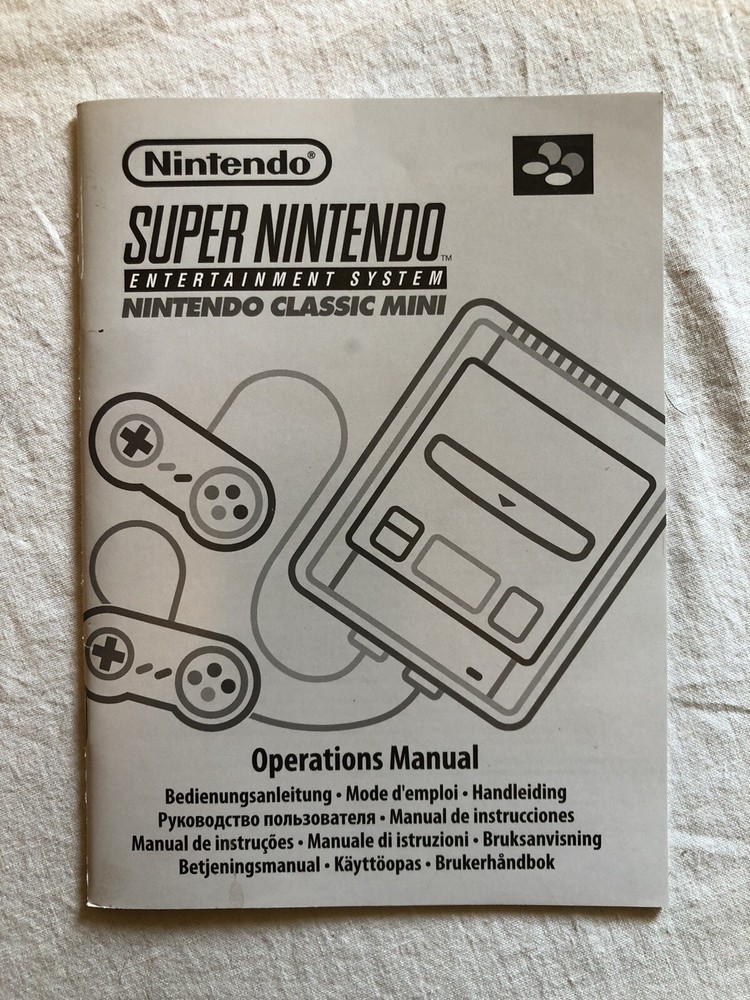 Nintendo®
SUPER NINTENDO™
ENTERTAINMENT SYSTEM
NINTENDO CLASSIC MINI
Operations Manual
Bedienungsanleitung • Mode d'emploi • Handleiding
Руководство пользователя • Manual de instrucciones
Manual de instruções • Manuale di istruzioni • Bruksanvisning
Betjeningsmanual • Käyttöopas • Brukerhåndbok